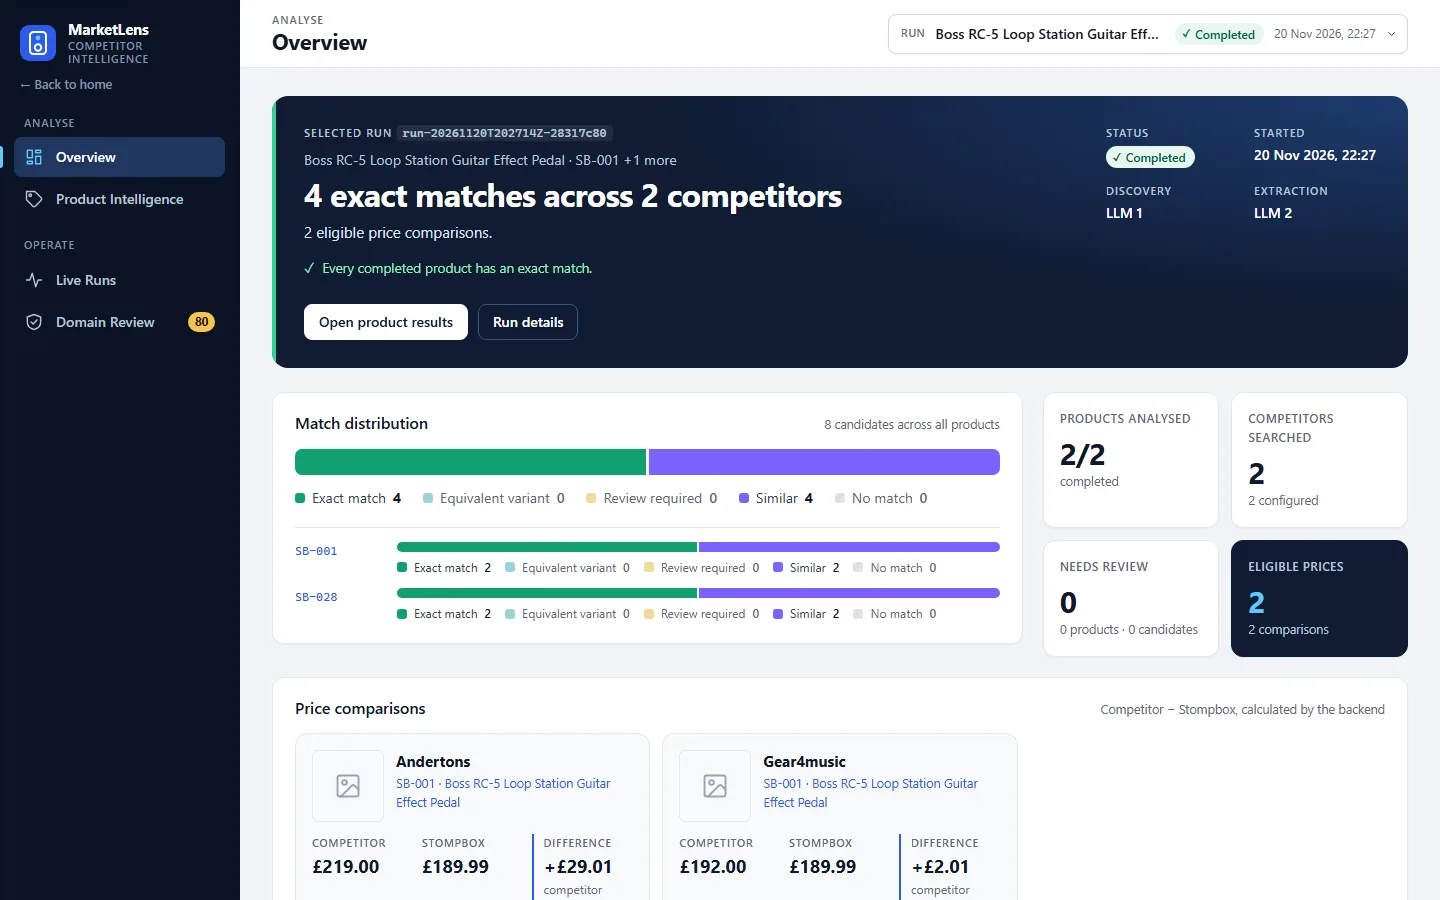 MarketLens
COMPETITOR
INTELLIGENCE
← Back to home
ANALYSE
Overview
Product Intelligence
OPERATE
Live Runs
Domain Review 80
ANALYSE
Overview
RUN Boss RC-5 Loop Station Guitar Eff... ✓ Completed 20 Nov 2026, 22:27
SELECTED RUN run-20261120T202714Z-28317c80
Boss RC-5 Loop Station Guitar Effect Pedal · SB-001 +1 more
4 exact matches across 2 competitors
2 eligible price comparisons.
✓ Every completed product has an exact match.
Open product results Run details
STATUS STARTED
✓ Completed 20 Nov 2026, 22:27
DISCOVERY EXTRACTION
LLM 1 LLM 2
Match distribution 8 candidates across all products
Exact match 4 Equivalent variant 0 Review required 0 Similar 4 No match 0
SB-001
Exact match 2 Equivalent variant 0 Review required 0 Similar 2 No match 0
SB-028
Exact match 2 Equivalent variant 0 Review required 0 Similar 2 No match 0
PRODUCTS ANALYSED
2/2
completed
COMPETITORS
SEARCHED
2
2 configured
NEEDS REVIEW
0
0 products · 0 candidates
ELIGIBLE PRICES
2
2 comparisons
Price comparisons Competitor − Stompbox, calculated by the backend
Andertons
SB-001 · Boss RC-5 Loop Station Guitar
Effect Pedal
COMPETITOR STOMPBOX DIFFERENCE
£219.00 £189.99 +£29.01
competitor
Gear4music
SB-001 · Boss RC-5 Loop Station Guitar
Effect Pedal
COMPETITOR STOMPBOX DIFFERENCE
£192.00 £189.99 +£2.01
competitor